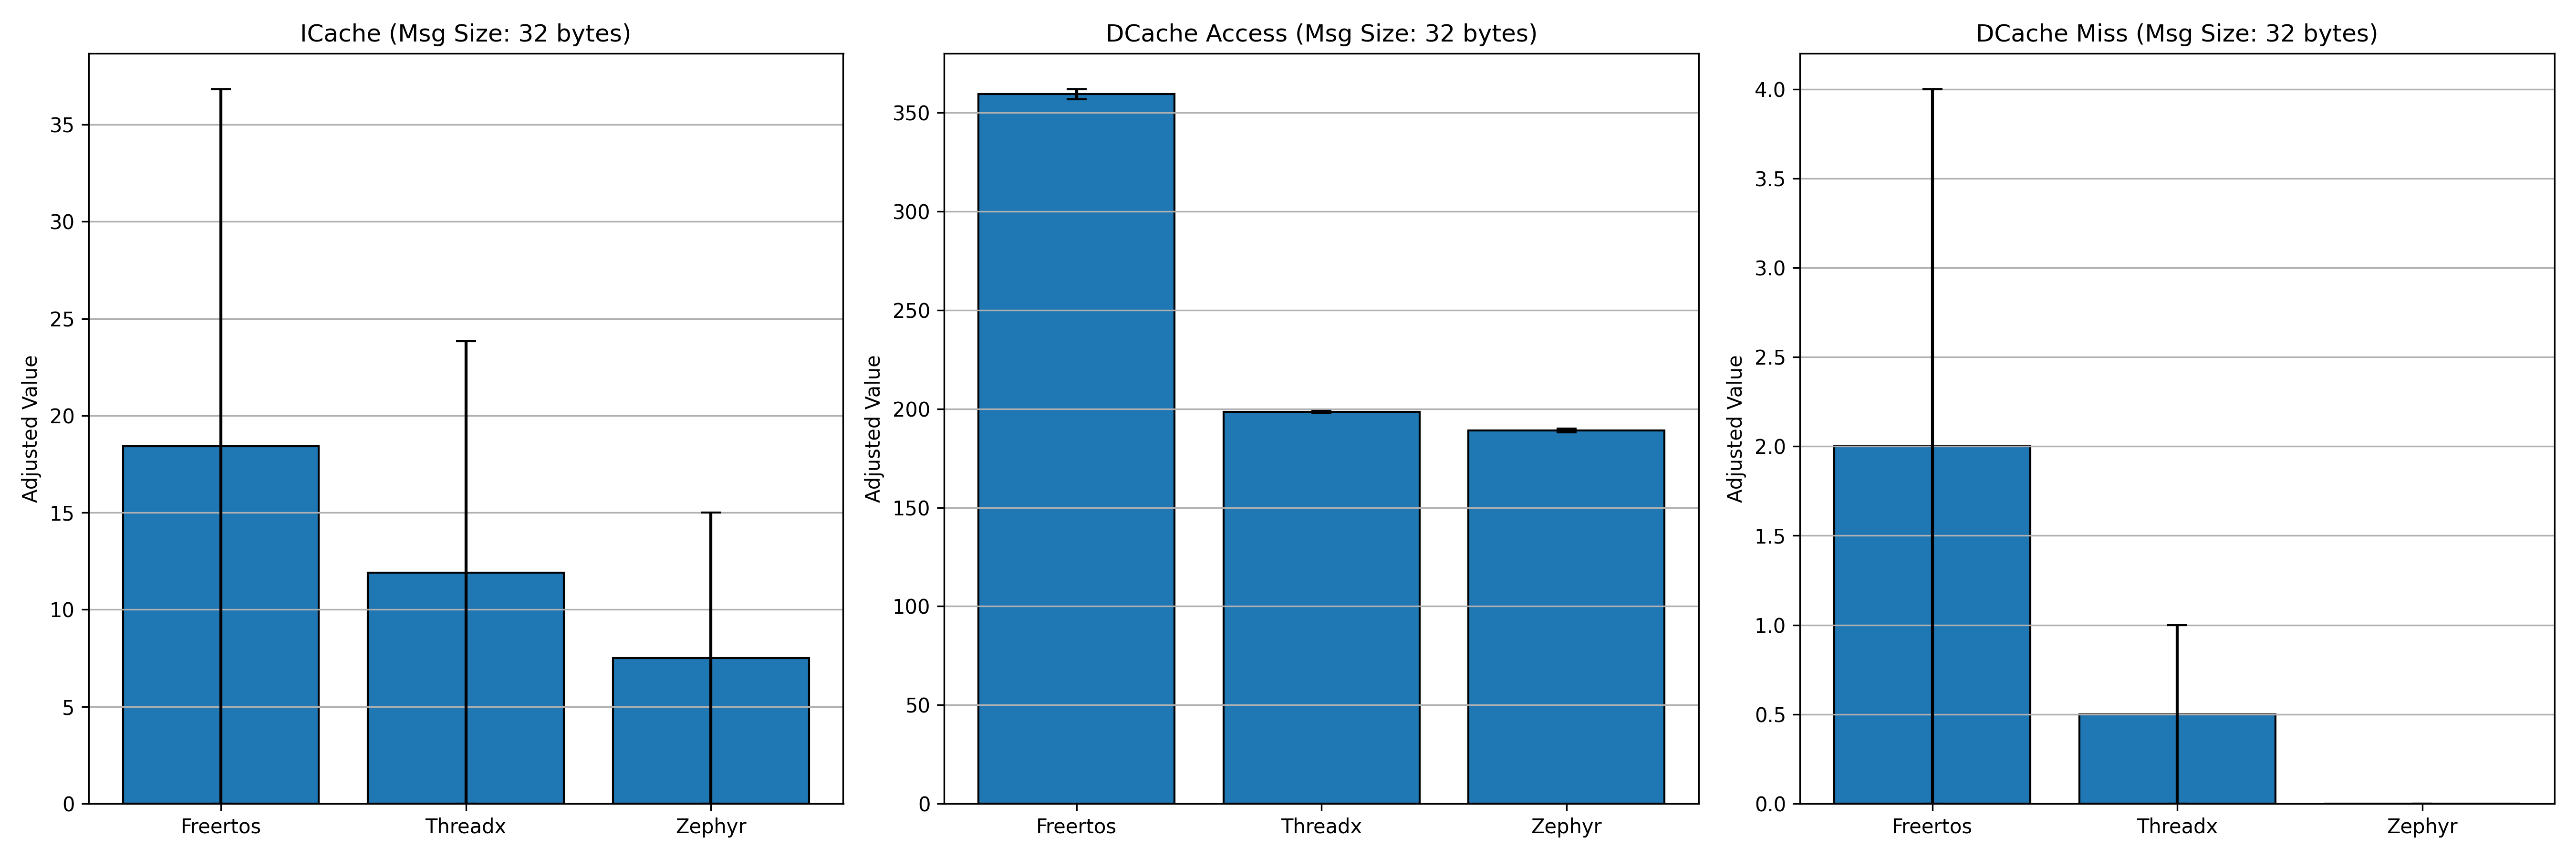 ICache (Msg Size: 32 bytes)
Adjusted Value
35
30
25
20
15
10
5
0
Freertos Threadx Zephyr
DCache Access (Msg Size: 32 bytes)
Adjusted Value
350
300
250
200
150
100
50
0
Freertos Threadx Zephyr
DCache Miss (Msg Size: 32 bytes)
Adjusted Value
4.0
3.5
3.0
2.5
2.0
1.5
1.0
0.5
0.0
Freertos Threadx Zephyr